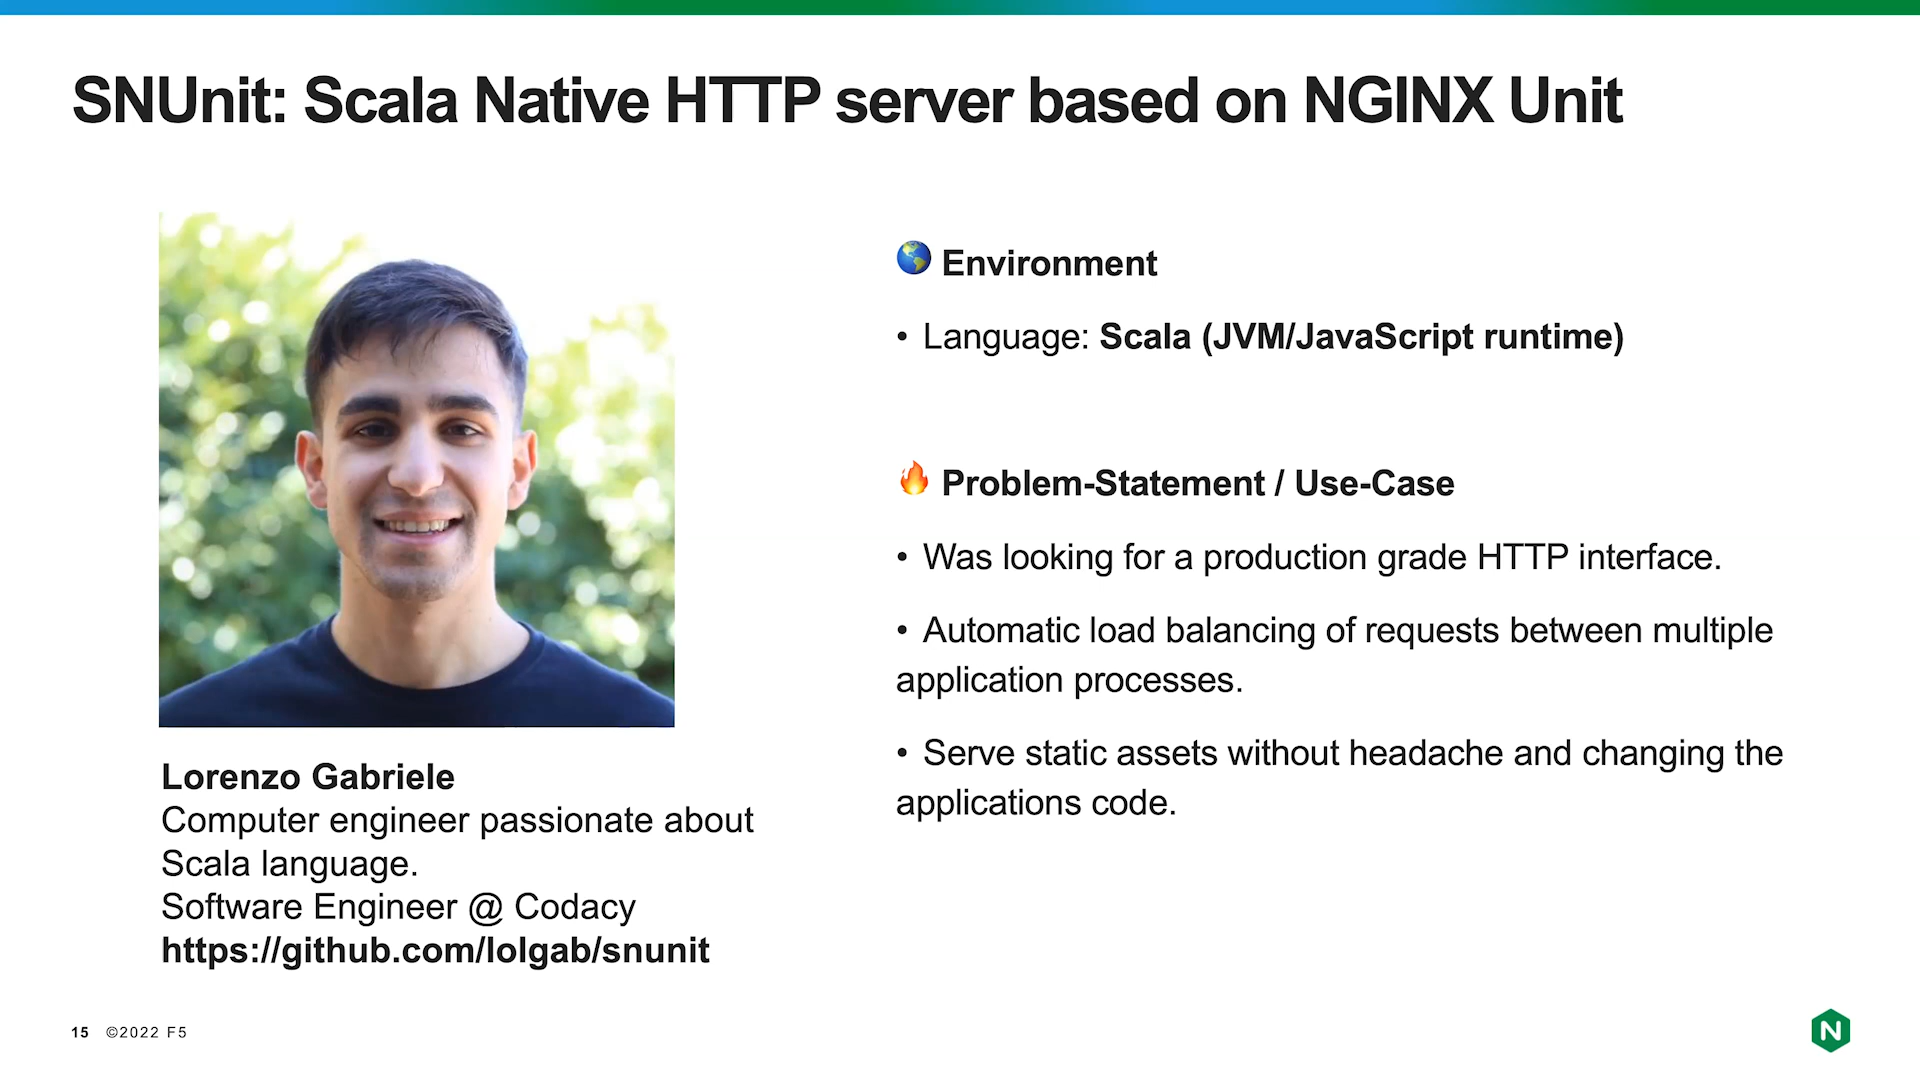 SNUnit: Scala Native HTTP server based on NGINX Unit
🌎 Environment
• Language: Scala (JVM/JavaScript runtime)
🔥 Problem-Statement / Use-Case
• Was looking for a production grade HTTP interface.
• Automatic load balancing of requests between multiple
application processes.
• Serve static assets without headache and changing the
applications code.
Lorenzo Gabriele
Computer engineer passionate about
Scala language.
Software Engineer @ Codacy
https://github.com/lolgab/snunit
15 ©2022 F5
N